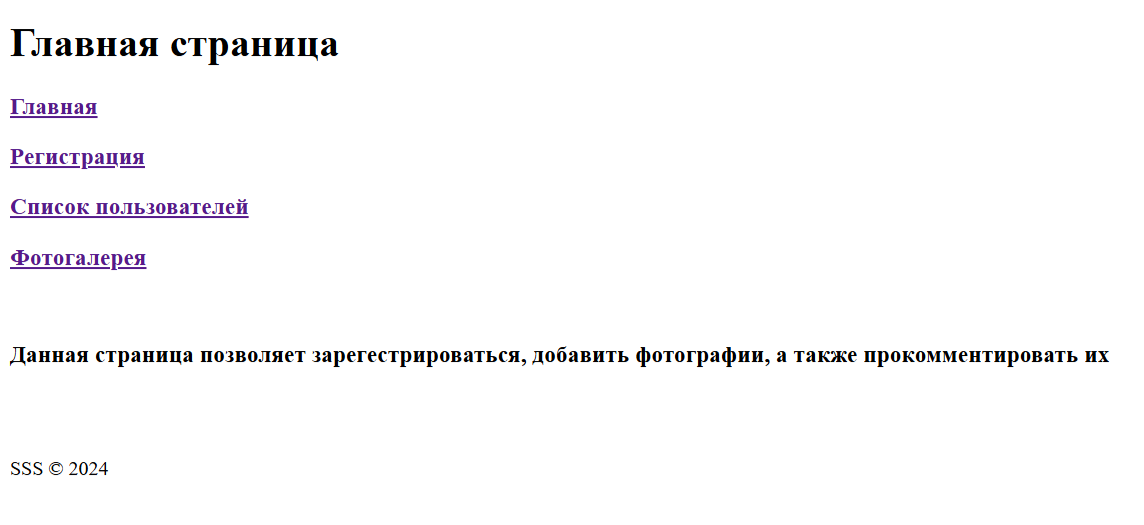 Главная страница
Главная
Регистрация
Список пользователей
Фотогалерея
Данная страница позволяет зарегестрироваться, добавить фотографии, а также прокомментировать их
SSS © 2024